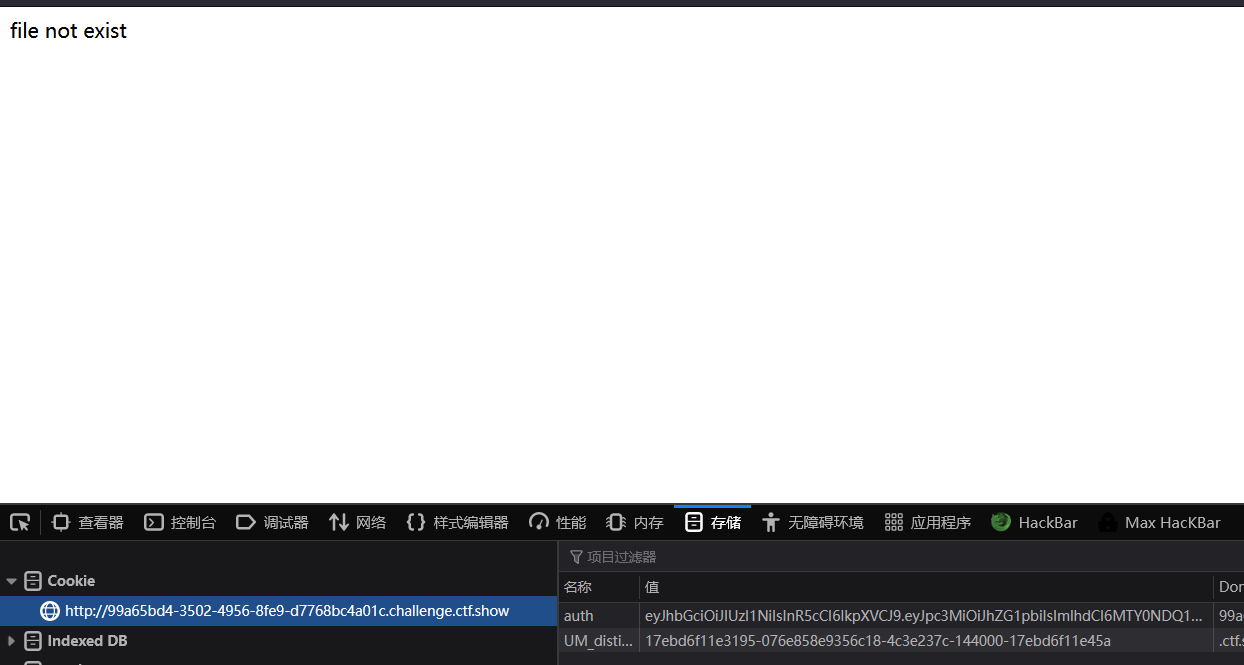 file not exist
查看器 控制台 调试器 网络 样式编辑器 性能 内存 存储 无障碍环境 应用程序 HackBar Max HacKBar
项目过滤器
Cookie
名称 值
http://99a65bd4-3502-4956-8fe9-d7768bc4a01c.challenge.ctf.show
auth eyJhbGciOiJIUzI1NiIsInR5cCI6IkpXVCJ9.eyJpc3MiOiJhZG1pbiIsImlhdCI6MTY0NDQ1...
Indexed DB
UM_disti... 17ebd6f11e3195-076e858e9356c18-4c3e237c-144000-17ebd6f11e45a